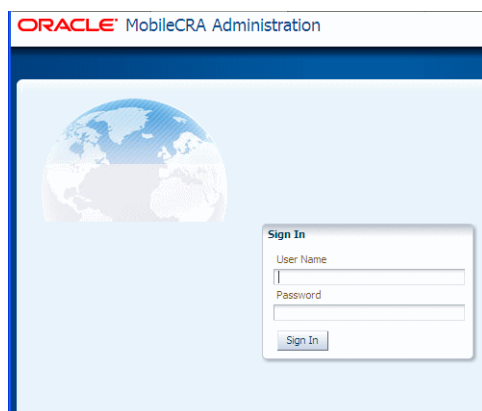 ORACLE® MobileCRA Administration
Sign In
User Name
Password
Sign In